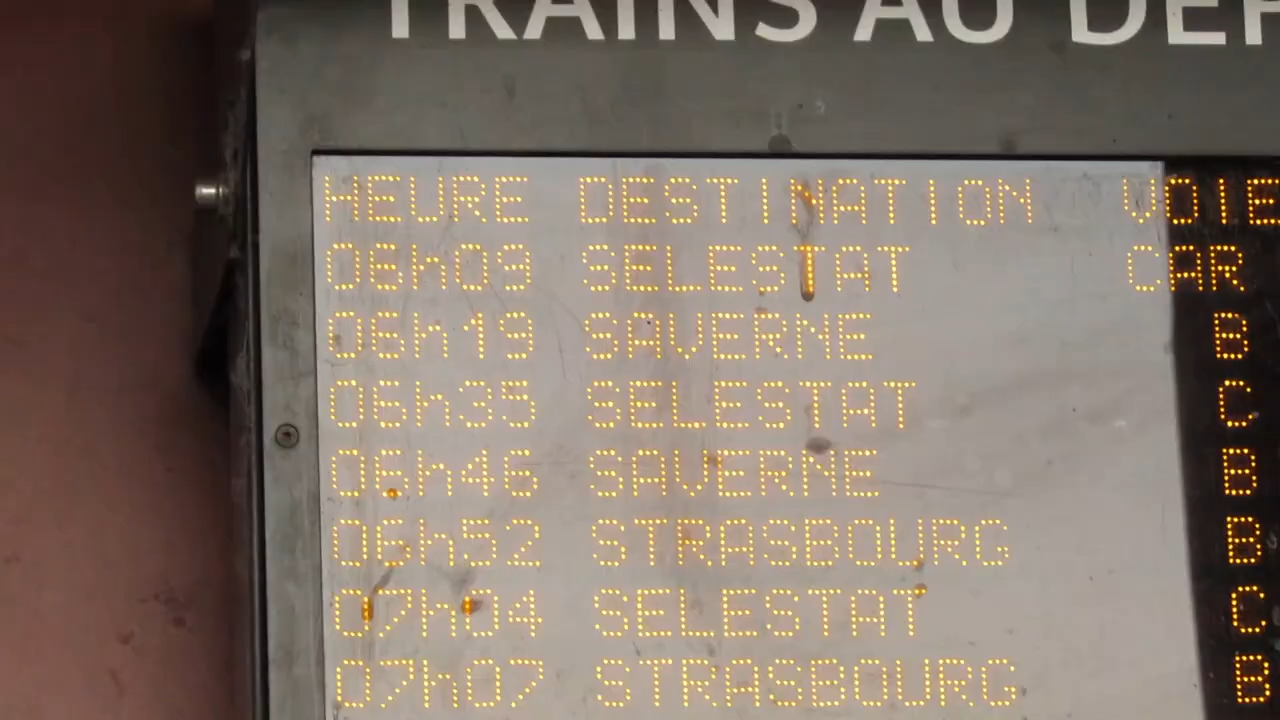 TRAINS AU DÉP
HEURE DESTINATION VOIE
06h09 SELESTAT CAR
06h19 SAVERNE B
06h35 SELESTAT C
06h46 SAVERNE B
06h52 STRASBOURG B
07h04 SELESTAT C
07h07 STRASBOURG B